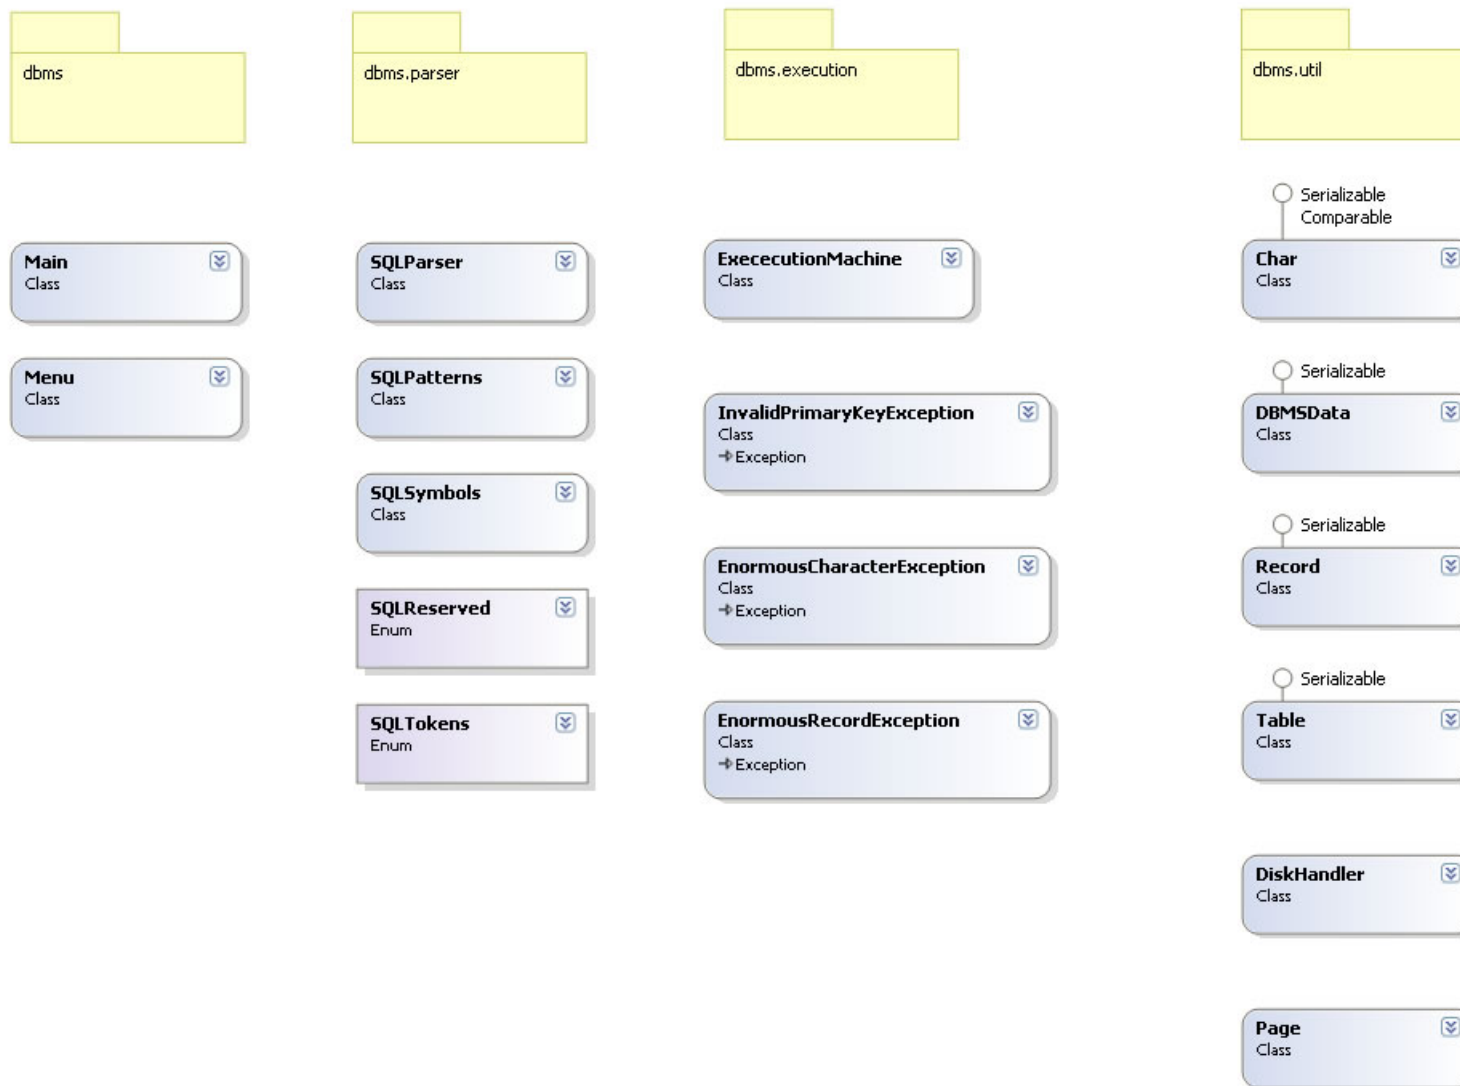 dbms
dbms.parser
dbms.execution
dbms.util
Main
Class
Menu
Class
SQLParser
Class
SQLPatterns
Class
SQLSymbols
Class
SQLReserved
Enum
SQLTokens
Enum
ExececutionMachine
Class
InvalidPrimaryKeyException
Class
Exception
EnormousCharacterException
Class
Exception
EnormousRecordException
Class
Exception
Serializable
Comparable
Char
Class
Serializable
DBMSData
Class
Serializable
Record
Class
Serializable
Table
Class
DiskHandler
Class
Page
Class